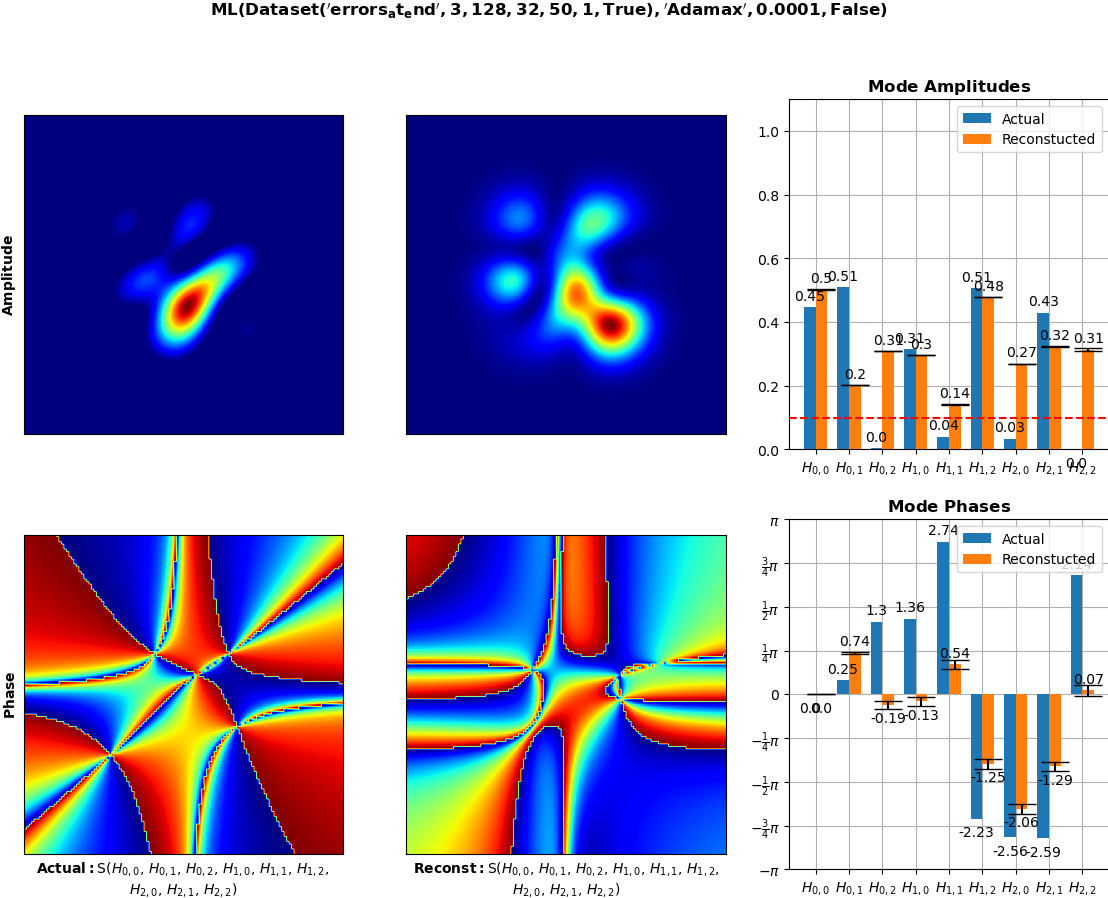 ML(Dataset('errors_at_end', 3, 128, 32, 50, 1, True), 'Adamax', 0.0001, False)
Amplitude
Mode Amplitudes
Actual
Reconstucted
1.0
0.8
0.6
0.4
0.2
0.0
0.45
0.5
0.51
0.2
0.0
0.31
0.31
0.3
0.04
0.14
0.51
0.48
0.03
0.27
0.43
0.32
0.0
0.31
H0,0 H0,1 H0,2 H1,0 H1,1 H1,2 H2,0 H2,1 H2,2
Phase
Mode Phases
Actual
Reconstucted
π
3/4π
1/2π
1/4π
0
−1/4π
−1/2π
−3/4π
−π
0.0
0.0
0.25
0.74
1.3
-0.19
1.36
-0.13
2.74
0.54
-2.23
-1.25
-2.56
-2.06
-2.59
-1.29
2.14
0.07
H0,0 H0,1 H0,2 H1,0 H1,1 H1,2 H2,0 H2,1 H2,2
Actual: S(H0,0, H0,1, H0,2, H1,0, H1,1, H1,2,
H2,0, H2,1, H2,2)
Reconst: S(H0,0, H0,1, H0,2, H1,0, H1,1, H1,2,
H2,0, H2,1, H2,2)